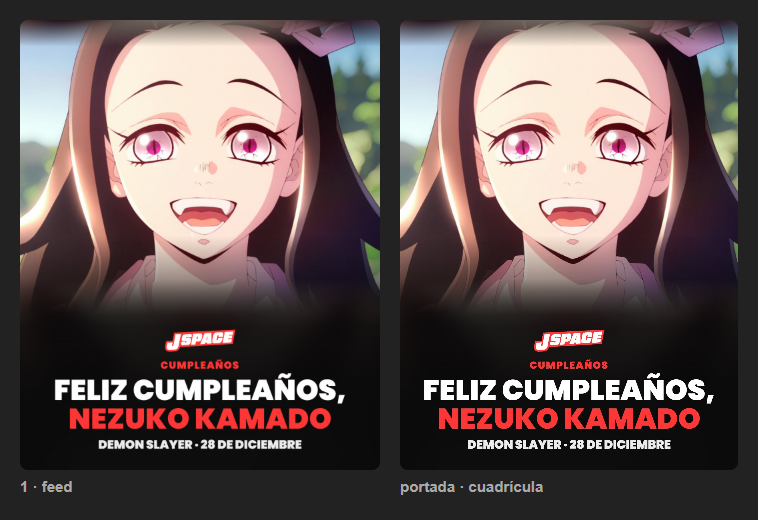 JSPACE
CUMPLEAÑOS
FELIZ CUMPLEAÑOS,
NEZUKO KAMADO
DEMON SLAYER · 28 DE DICIEMBRE
1 · feed
JSPACE
CUMPLEAÑOS
FELIZ CUMPLEAÑOS,
NEZUKO KAMADO
DEMON SLAYER · 28 DE DICIEMBRE
portada · cuadrícula